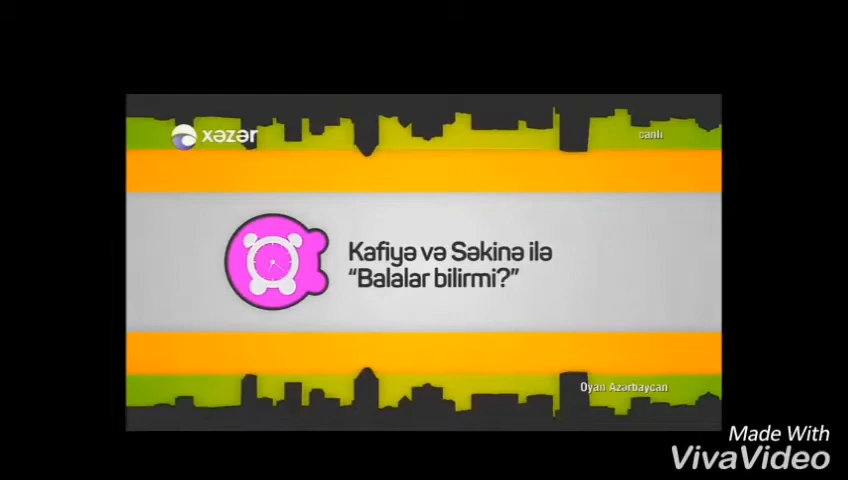 xəzər
canlı
Kafiyə və Səkinə ilə
“Balalar bilirmi?”
Oyan Azərbaycan
Made With
VivaVideo